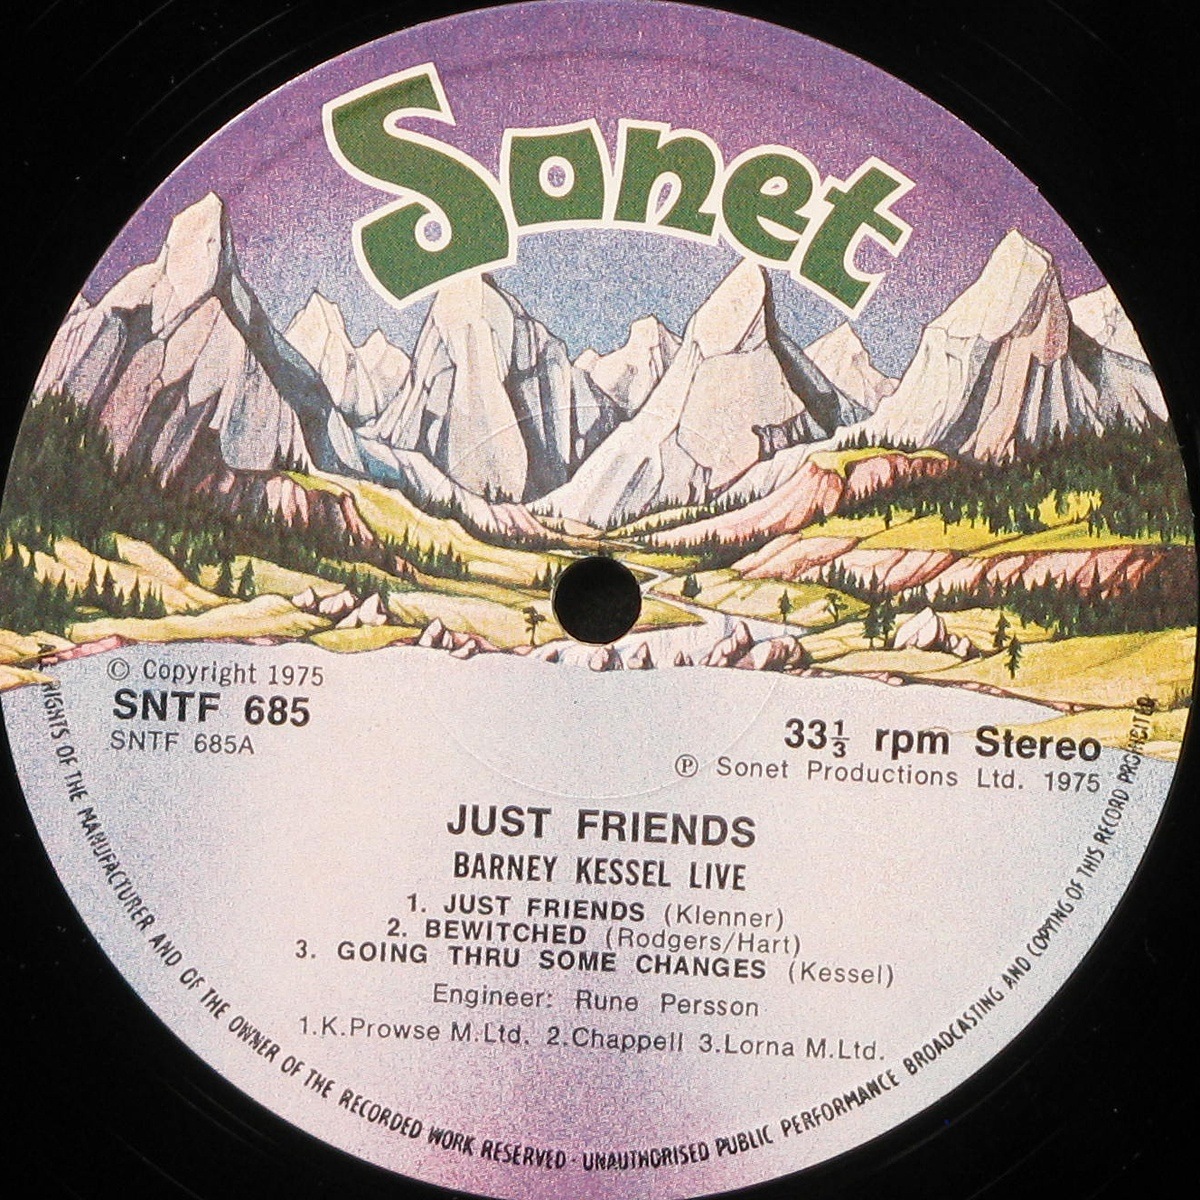 Sonet
© Copyright 1975
SNTF 685
SNTF 685A
33⅓ rpm Stereo
℗ Sonet Productions Ltd. 1975
JUST FRIENDS
BARNEY KESSEL LIVE
1. JUST FRIENDS (Klenner)
2. BEWITCHED (Rodgers/Hart)
3. GOING THRU SOME CHANGES (Kessel)
Engineer: Rune Persson
1.K.Prowse M.Ltd. 2.Chappell 3.Lorna M.Ltd.
ALL RIGHTS OF THE MANUFACTURER AND OF THE OWNER OF THE RECORDED WORK RESERVED · UNAUTHORISED PUBLIC PERFORMANCE BROADCASTING AND COPYING OF THIS RECORD PROHIBITED